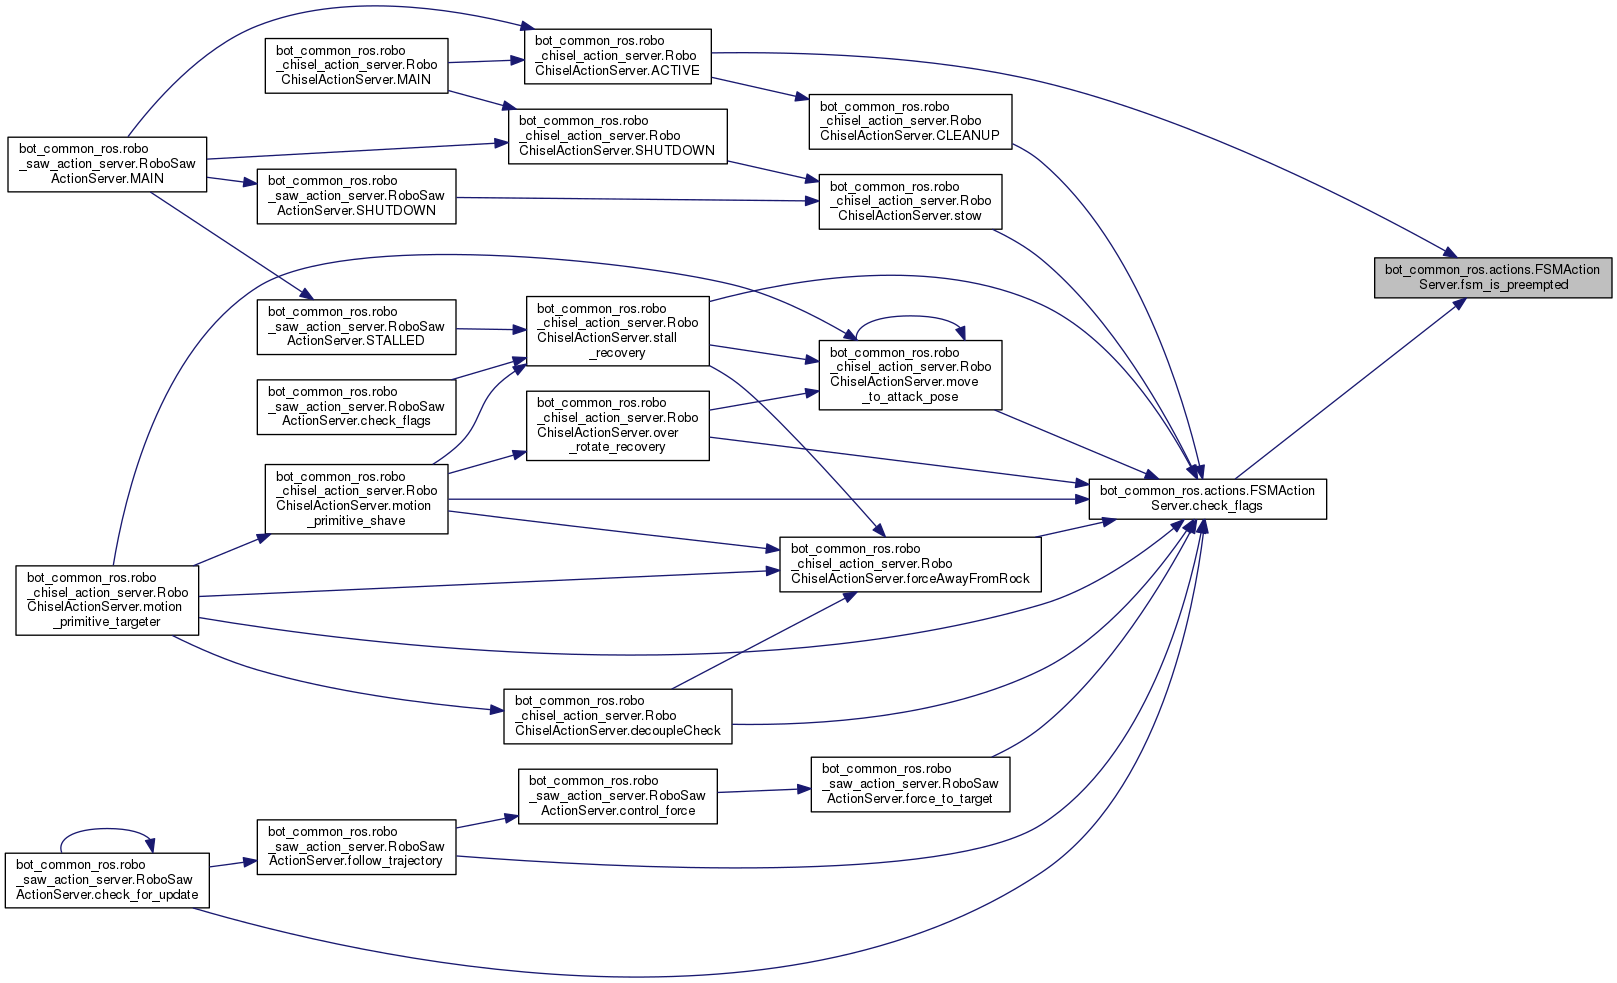 bot_common_ros.robo
_chisel_action_server.Robo
ChiselActionServer.ACTIVE
bot_common_ros.robo
_chisel_action_server.Robo
ChiselActionServer.MAIN
bot_common_ros.robo
_chisel_action_server.Robo
ChiselActionServer.CLEANUP
bot_common_ros.robo
_chisel_action_server.Robo
ChiselActionServer.SHUTDOWN
bot_common_ros.robo
_saw_action_server.RoboSaw
ActionServer.MAIN
bot_common_ros.robo
_saw_action_server.RoboSaw
ActionServer.SHUTDOWN
bot_common_ros.robo
_chisel_action_server.Robo
ChiselActionServer.stow
bot_common_ros.actions.FSMAction
Server.fsm_is_preempted
bot_common_ros.robo
_saw_action_server.RoboSaw
ActionServer.STALLED
bot_common_ros.robo
_chisel_action_server.Robo
ChiselActionServer.stall
_recovery
bot_common_ros.robo
_chisel_action_server.Robo
ChiselActionServer.move
_to_attack_pose
bot_common_ros.robo
_saw_action_server.RoboSaw
ActionServer.check_flags
bot_common_ros.robo
_chisel_action_server.Robo
ChiselActionServer.over
_rotate_recovery
bot_common_ros.robo
_chisel_action_server.Robo
ChiselActionServer.motion
_primitive_shave
bot_common_ros.actions.FSMAction
Server.check_flags
bot_common_ros.robo
_chisel_action_server.Robo
ChiselActionServer.forceAwayFromRock
bot_common_ros.robo
_chisel_action_server.Robo
ChiselActionServer.motion
_primitive_targeter
bot_common_ros.robo
_chisel_action_server.Robo
ChiselActionServer.decoupleCheck
bot_common_ros.robo
_saw_action_server.RoboSaw
ActionServer.force_to_target
bot_common_ros.robo
_saw_action_server.RoboSaw
ActionServer.control_force
bot_common_ros.robo
_saw_action_server.RoboSaw
ActionServer.follow_trajectory
bot_common_ros.robo
_saw_action_server.RoboSaw
ActionServer.check_for_update